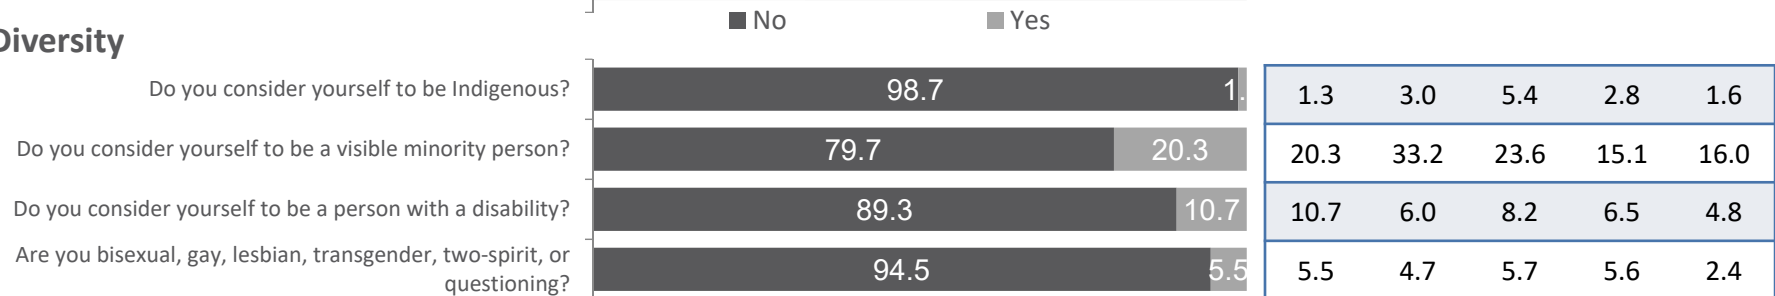 No Yes
Diversity
Do you consider yourself to be Indigenous? 98.7 1. 1.3 3.0 5.4 2.8 1.6
Do you consider yourself to be a visible minority person? 79.7 20.3 20.3 33.2 23.6 15.1 16.0
Do you consider yourself to be a person with a disability? 89.3 10.7 10.7 6.0 8.2 6.5 4.8
Are you bisexual, gay, lesbian, transgender, two-spirit, or
questioning? 94.5 5.5 5.5 4.7 5.7 5.6 2.4